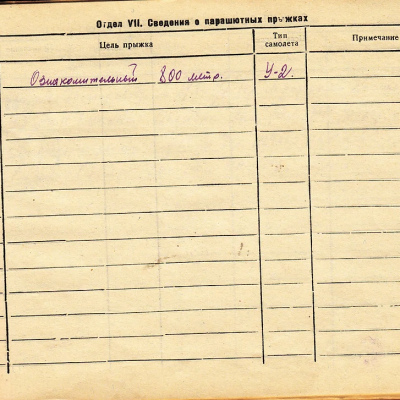 Отдел VII. Сведения о парашютных прыжках
Цель прыжка
Тип самолета
Примечание
Ознакомительный 800 метр. У-2.